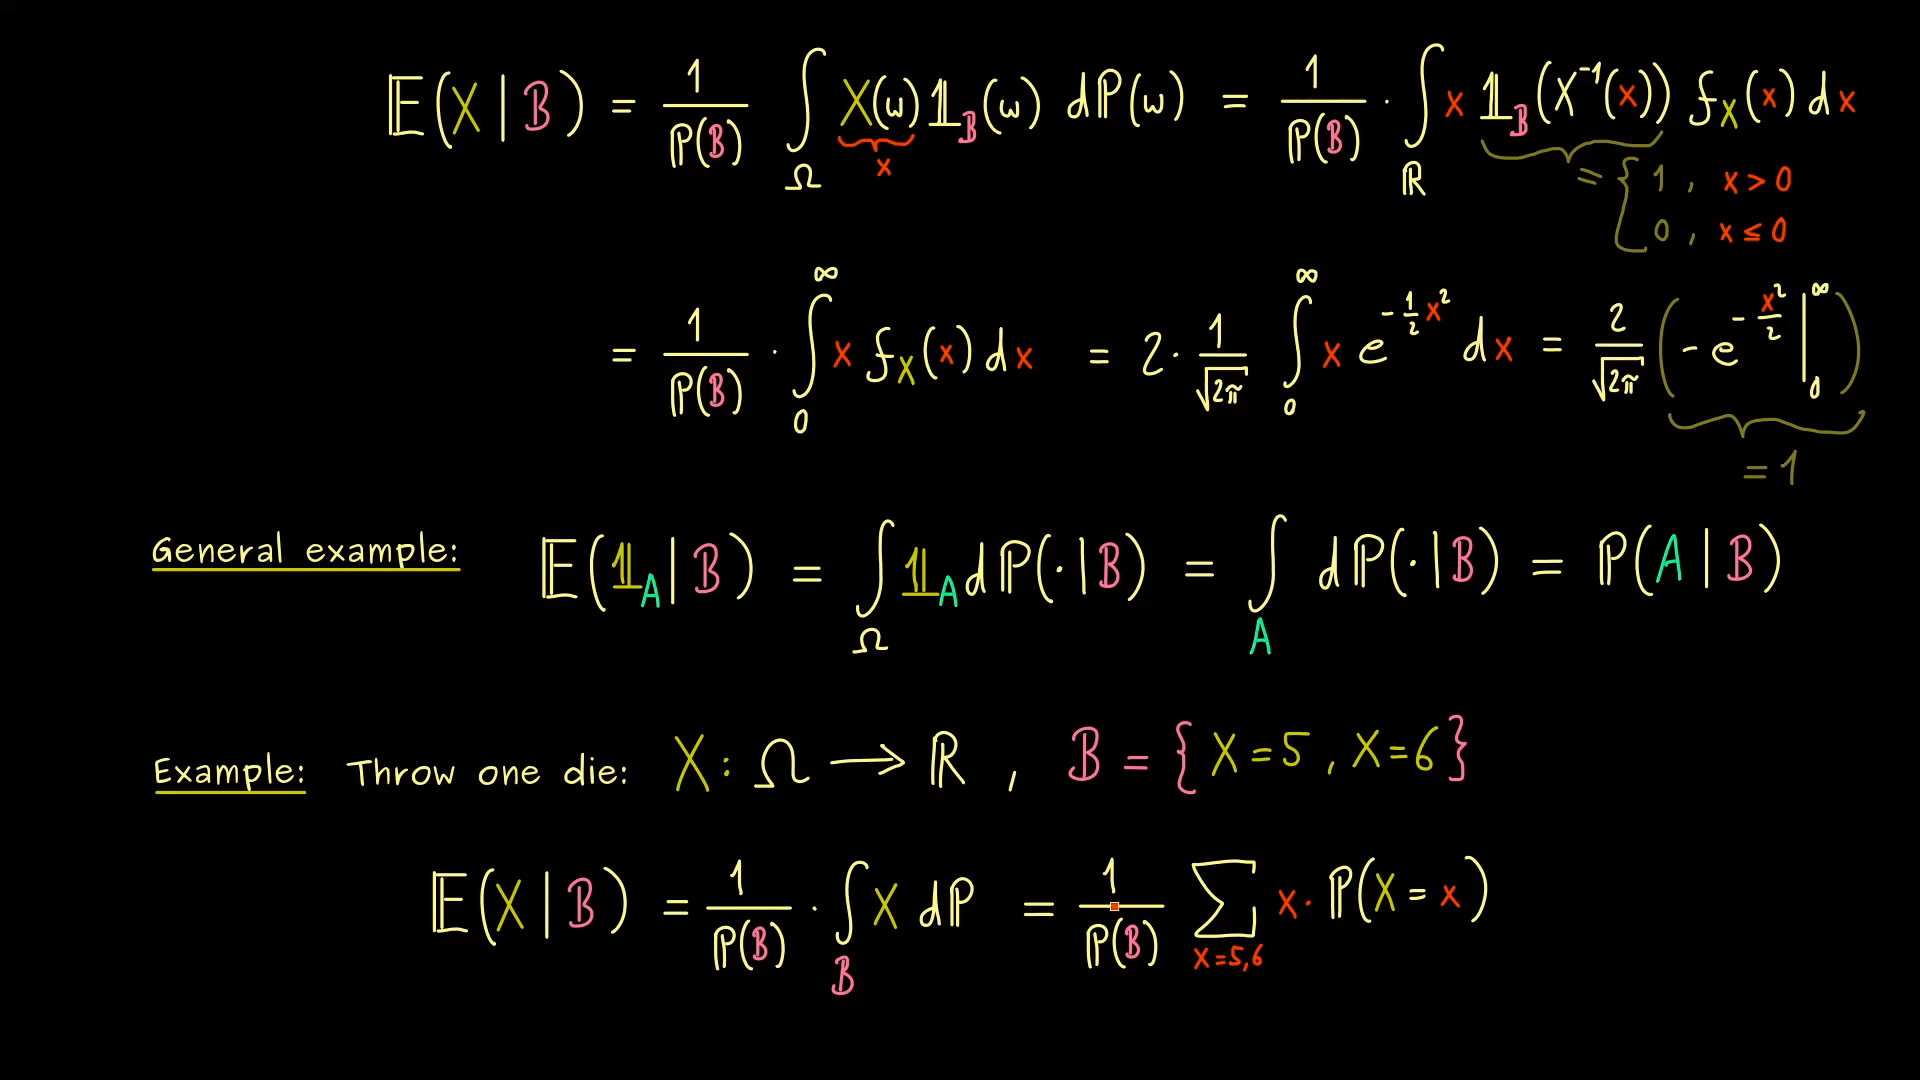 𝔼(X | B) = 1/ℙ(B) ∫_Ω X(ω) 𝟙_B(ω) dℙ(ω) = 1/ℙ(B) · ∫_ℝ x 𝟙_B(X⁻¹(x)) f_X(x) dx
x
= { 1 , x > 0
0 , x ≤ 0
= 1/ℙ(B) · ∫_0^∞ x f_X(x) dx = 2 · 1/√(2π) ∫_0^∞ x e^(-1/2 x²) dx = 2/√(2π) ( -e^(-x²/2) |_0^∞ )
= 1
General example: 𝔼(𝟙_A | B) = ∫_Ω 𝟙_A dℙ(· | B) = ∫_A dℙ(· | B) = ℙ(A | B)
Example: Throw one die: X : Ω ⟶ ℝ , B = { X = 5 , X = 6 }
𝔼(X | B) = 1/ℙ(B) · ∫_B X dℙ = 1/ℙ(B) ∑_{x=5,6} x · ℙ(X = x)